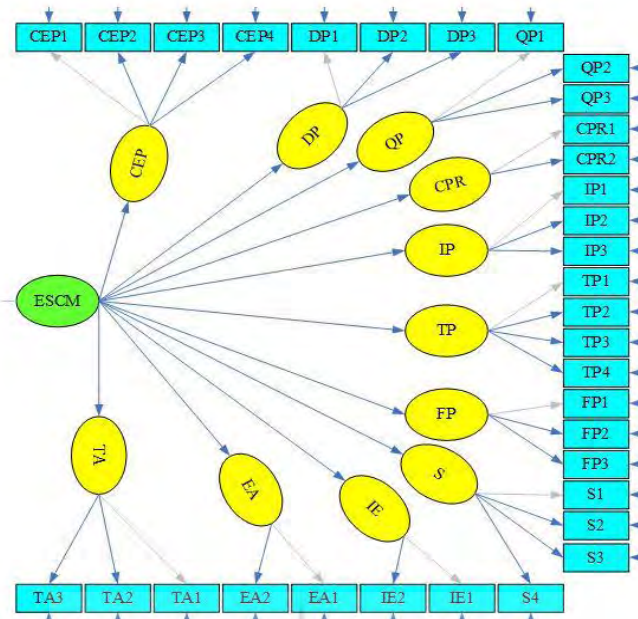 CEP1 CEP2 CEP3 CEP4 DP1 DP2 DP3 QP1
QP2
QP3
CPR1
CPR2
IP1
IP2
IP3
TP1
TP2
TP3
TP4
FP1
FP2
FP3
S1
S2
S3
CEP
DP
QP
CPR
IP
ESCM
TP
FP
TA
EA
IE
S
TA3 TA2 TA1 EA2 EA1 IE2 IE1 S4